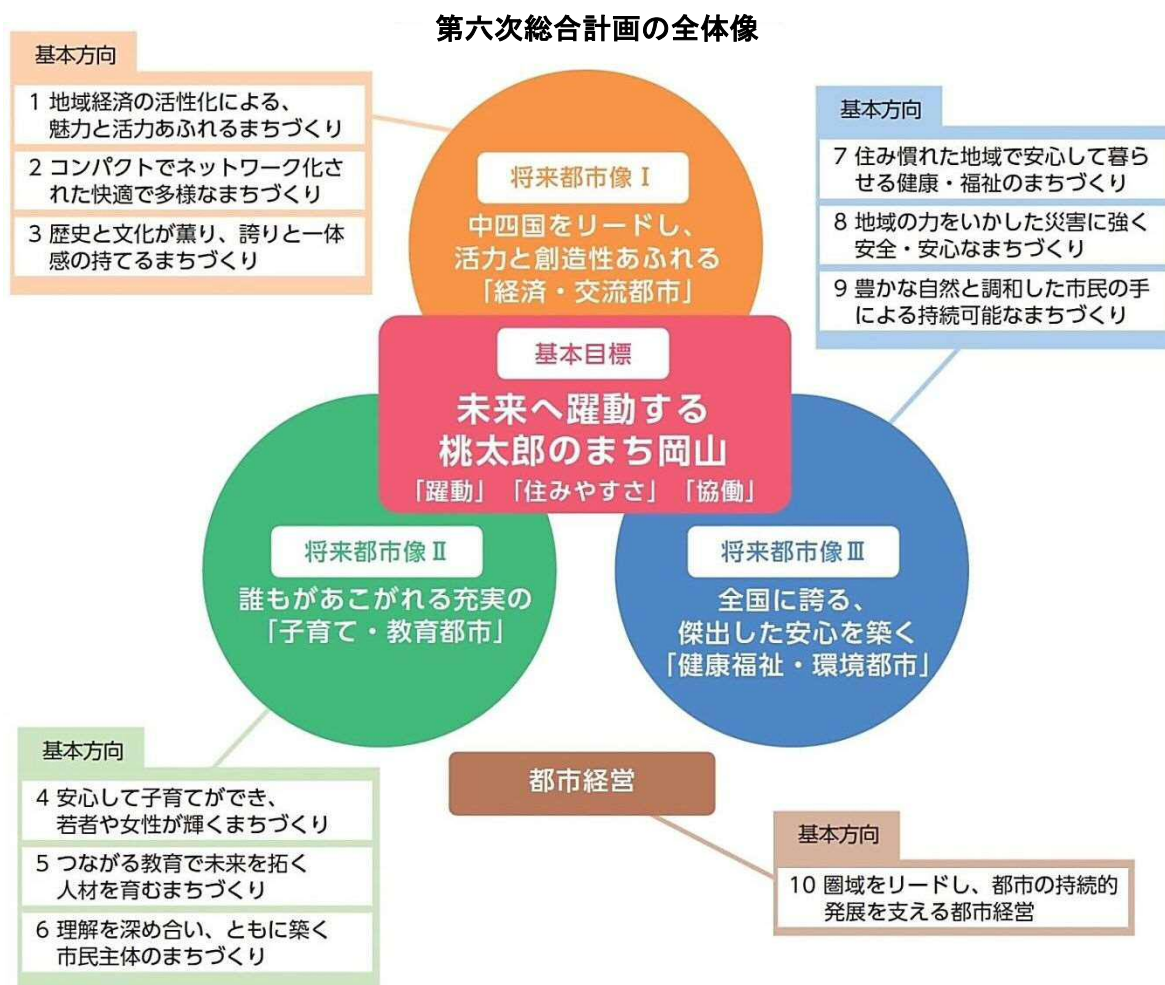 第六次総合計画の全体像
基本方向
1 地域経済の活性化による、
魅力と活力あふれるまちづくり
2 コンパクトでネットワーク化さ
れた快適で多様なまちづくり
3 歴史と文化が薫り、誇りと一体
感の持てるまちづくり
将来都市像Ⅰ
中四国をリードし、
活力と創造性あふれる
「経済・交流都市」
基本方向
7 住み慣れた地域で安心して暮ら
せる健康・福祉のまちづくり
8 地域の力をいかした災害に強く
安全・安心なまちづくり
9 豊かな自然と調和した市民の手
による持続可能なまちづくり
基本目標
未来へ躍動する
桃太郎のまち岡山
「躍動」「住みやすさ」「協働」
将来都市像Ⅱ
誰もがあこがれる充実の
「子育て・教育都市」
将来都市像Ⅲ
全国に誇る、
傑出した安心を築く
「健康福祉・環境都市」
基本方向
4 安心して子育てができ、
若者や女性が輝くまちづくり
5 つながる教育で未来を拓く
人材を育むまちづくり
6 理解を深め合い、ともに築く
市民主体のまちづくり
都市経営
基本方向
10 圏域をリードし、都市の持続的
発展を支える都市経営